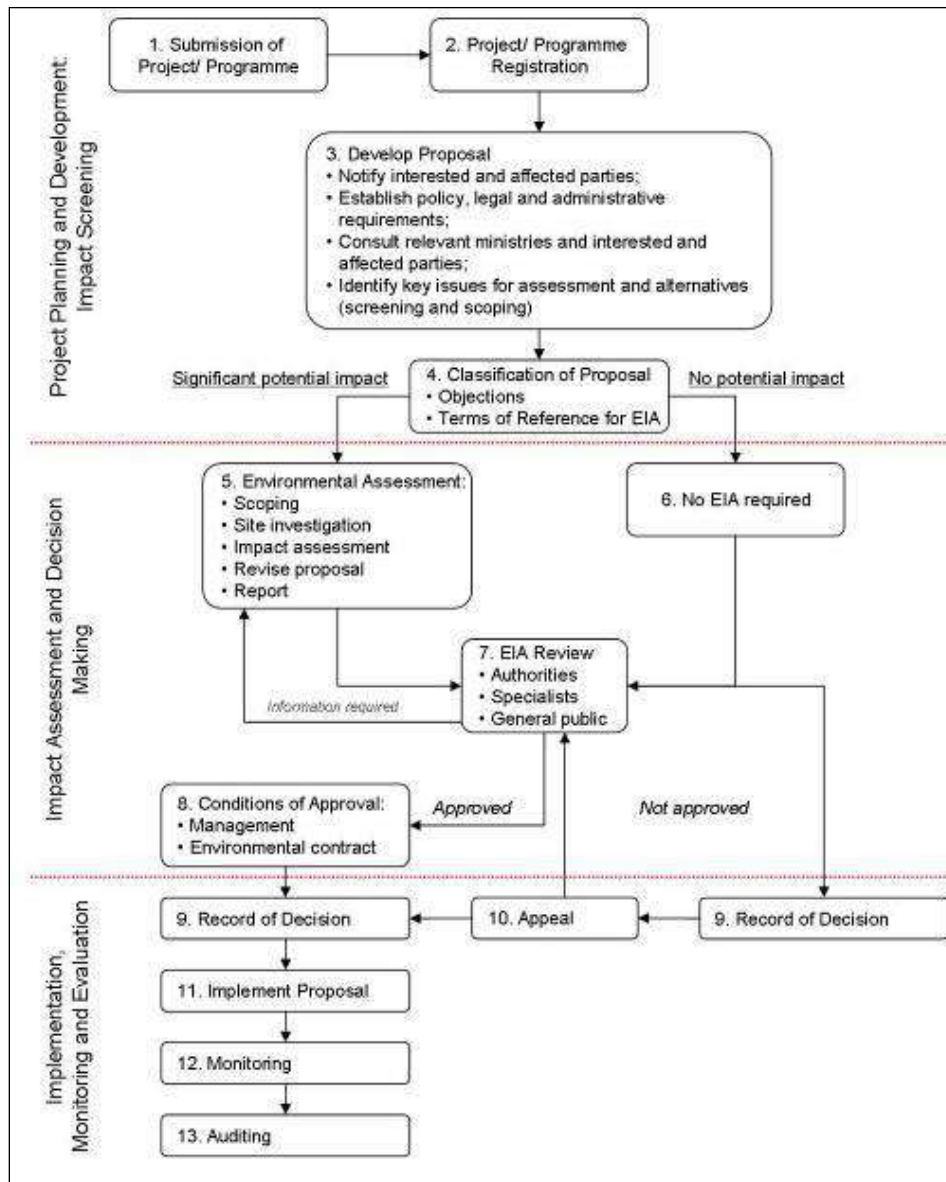 Project Planning and Development:
Impact Screening
1. Submission of
Project/ Programme
2. Project/ Programme
Registration
3. Develop Proposal
• Notify interested and affected parties;
• Establish policy, legal and administrative
requirements;
• Consult relevant ministries and interested and
affected parties;
• Identify key issues for assessment and alternatives
(screening and scoping)
Significant potential impact
4. Classification of Proposal
• Objections
• Terms of Reference for EIA
No potential impact
Impact Assessment and Decision
Making
5. Environmental Assessment:
• Scoping
• Site investigation
• Impact assessment
• Revise proposal
• Report
6. No EIA required
7. EIA Review
• Authorities
• Specialists
• General public
Information required
8. Conditions of Approval:
• Management
• Environmental contract
Approved
Not approved
Implementation,
Monitoring and Evaluation
9. Record of Decision
10. Appeal
9. Record of Decision
11. Implement Proposal
12. Monitoring
13. Auditing